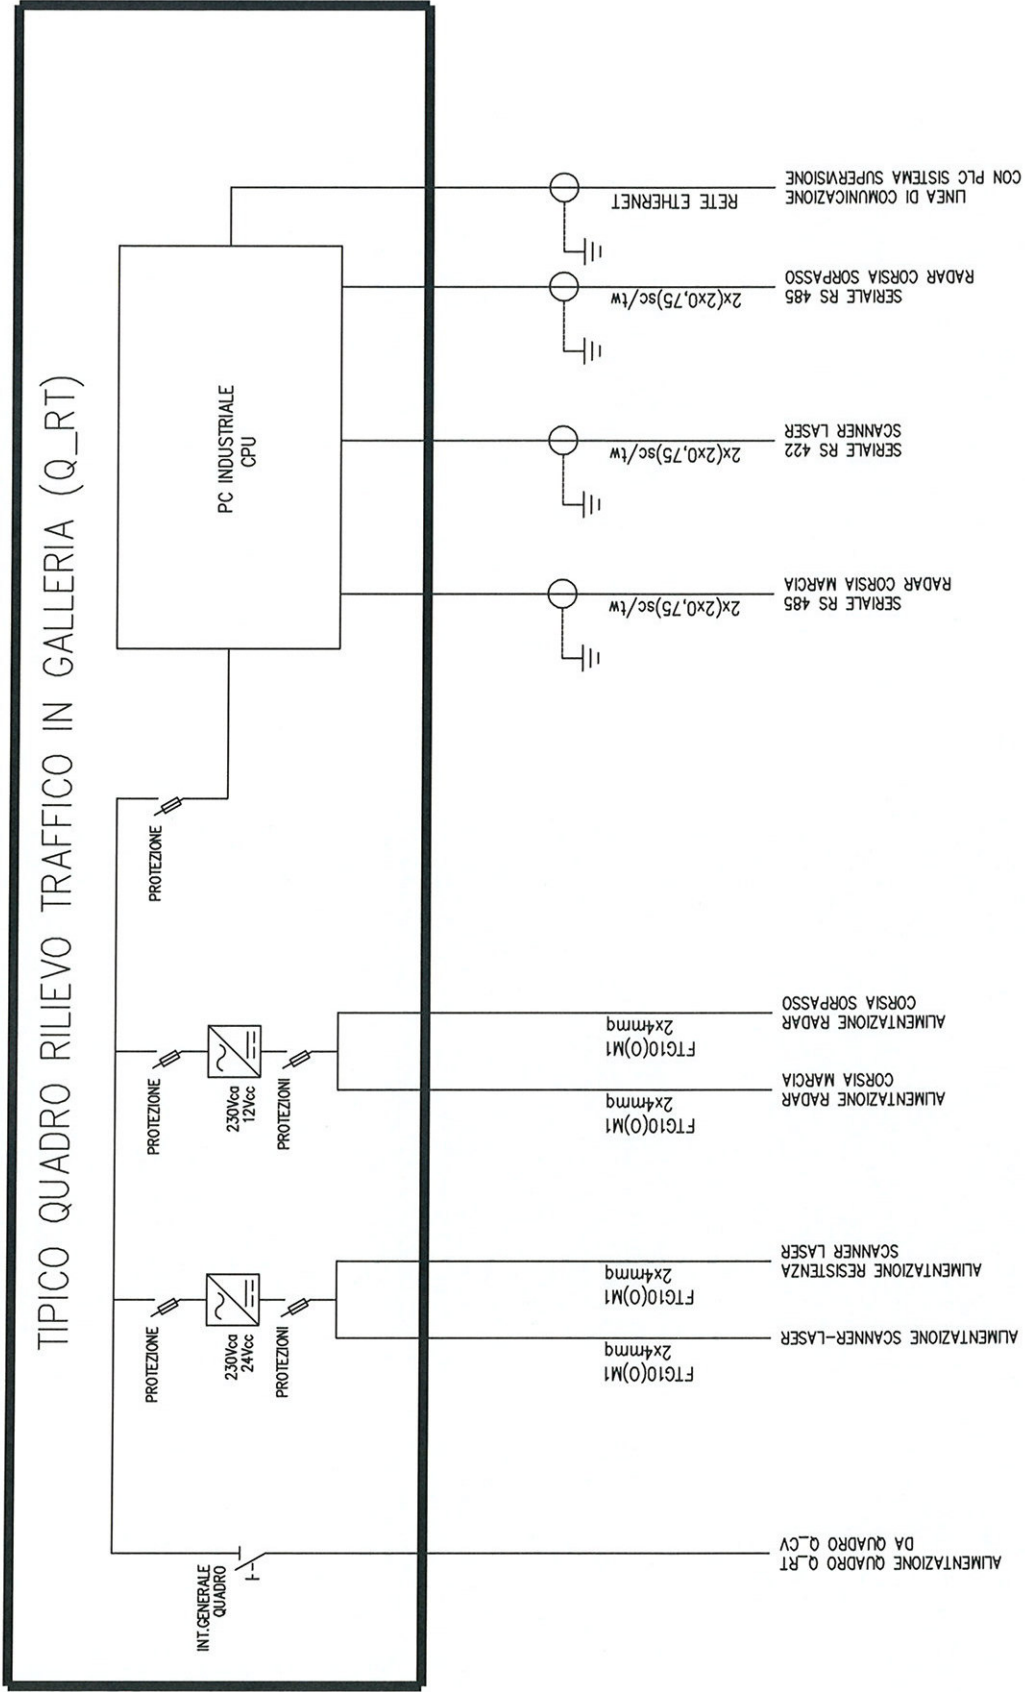 TIPICO QUADRO RILIEVO TRAFFICO IN GALLERIA (Q_RT)
INT.GENERALE
QUADRO
PROTEZIONE
230Vca
24Vcc
PROTEZIONI
PROTEZIONE
230Vca
12Vcc
PROTEZIONI
PROTEZIONE
PC INDUSTRIALE
CPU
ALIMENTAZIONE QUADRO Q_RT
DA QUADRO Q_CV
FTG10(O)M1
2x4mmq
ALIMENTAZIONE SCANNER-LASER
FTG10(O)M1
2x4mmq
ALIMENTAZIONE RESISTENZA
SCANNER LASER
FTG10(O)M1
2x4mmq
ALIMENTAZIONE RADAR
CORSIA MARCIA
FTG10(O)M1
2x4mmq
ALIMENTAZIONE RADAR
CORSIA SORPASSO
2x(2x0,75)sc/tw
SERIALE RS 485
RADAR CORSIA MARCIA
2x(2x0,75)sc/tw
SERIALE RS 422
SCANNER LASER
2x(2x0,75)sc/tw
SERIALE RS 485
RADAR CORSIA SORPASSO
RETE ETHERNET
LINEA DI COMUNICAZIONE
CON PLC SISTEMA SUPERVISIONE